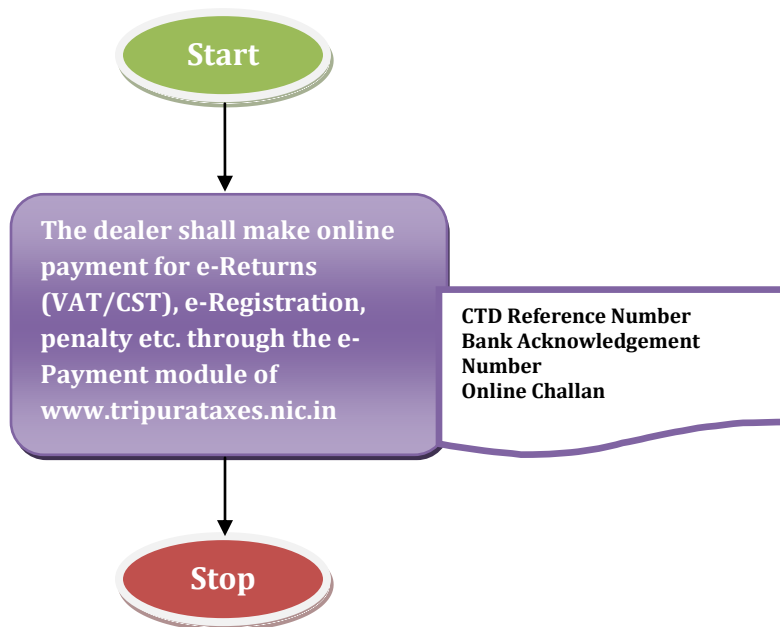 Start
The dealer shall make online
payment for e-Returns
(VAT/CST), e-Registration,
penalty etc. through the e-
Payment module of
www.tripurataxes.nic.in
CTD Reference Number
Bank Acknowledgement
Number
Online Challan
Stop